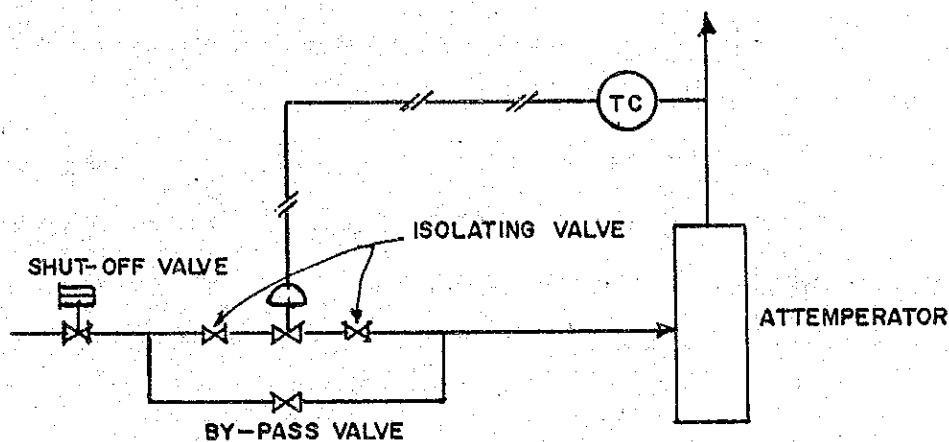 TC
ISOLATING VALVE
SHUT-OFF VALVE
ATTEMPERATOR
BY-PASS VALVE